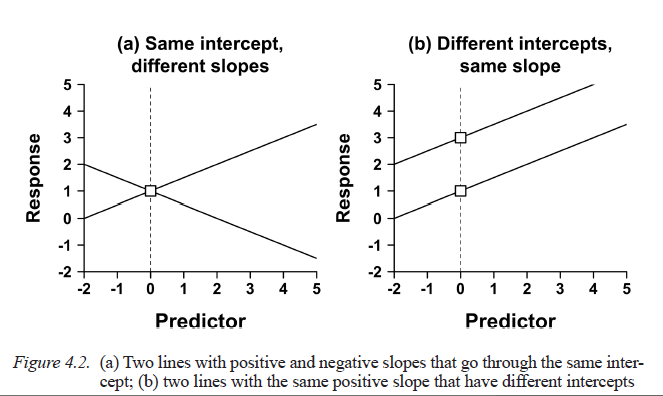 (a) Same intercept,
different slopes
5
4
3
2
1
0
-1
-2
Response
-2 -1 0 1 2 3 4 5
Predictor
(b) Different intercepts,
same slope
5
4
3
2
1
0
-1
-2
Response
-2 -1 0 1 2 3 4 5
Predictor
Figure 4.2. (a) Two lines with positive and negative slopes that go through the same inter-
cept; (b) two lines with the same positive slope that have different intercepts